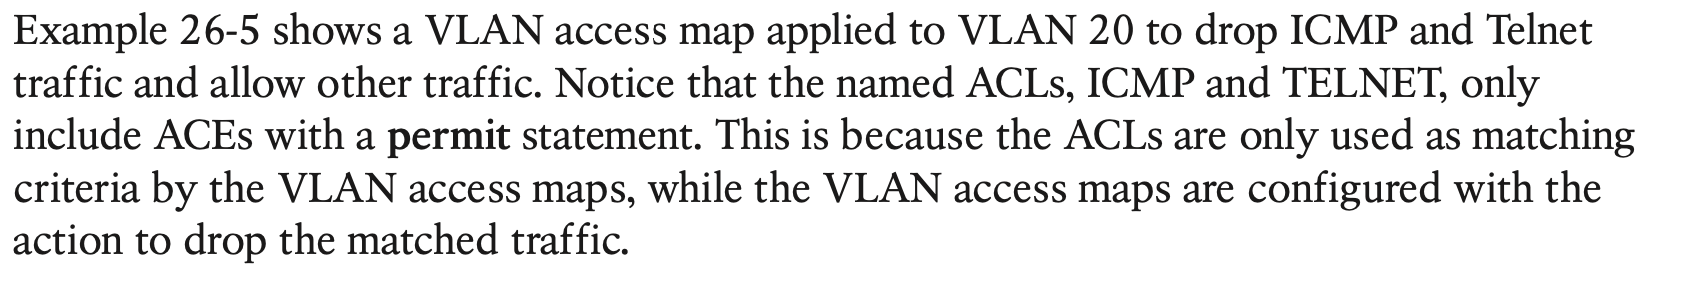 Example 26-5 shows a VLAN access map applied to VLAN 20 to drop ICMP and Telnet
traffic and allow other traffic. Notice that the named ACLs, ICMP and TELNET, only
include ACEs with a permit statement. This is because the ACLs are only used as matching
criteria by the VLAN access maps, while the VLAN access maps are configured with the
action to drop the matched traffic.